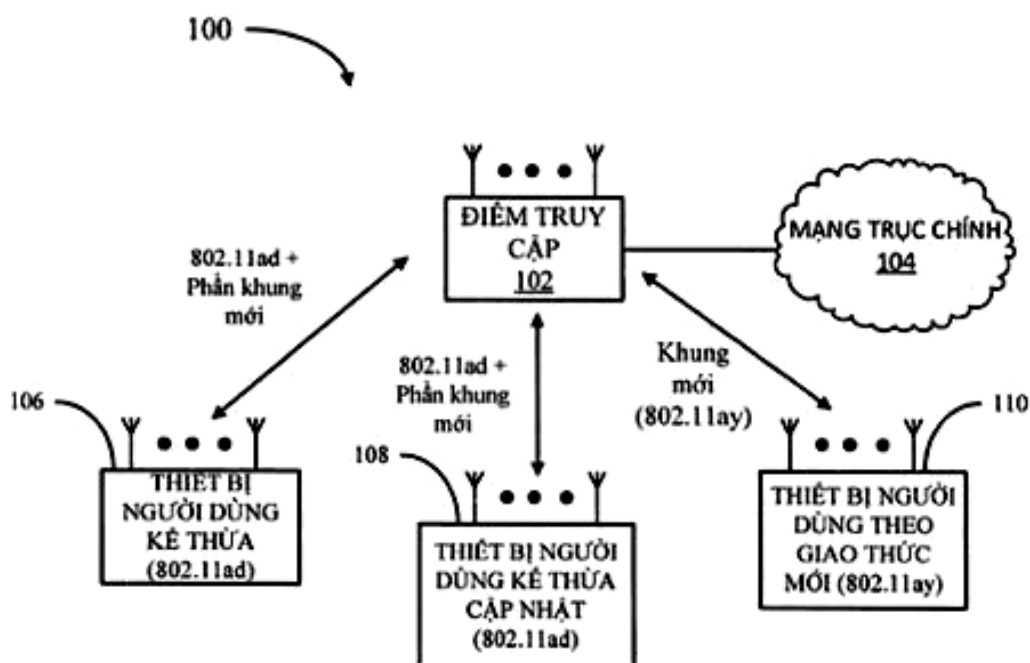 100
ĐIỂM TRUY
CẬP
102
MẠNG TRỤC CHÍNH
104
802.11ad +
Phần khung
mới
802.11ad +
Phần khung
mới
Khung
mới
(802.11ay)
106
THIẾT BỊ
NGƯỜI DÙNG
KẾ THỪA
(802.11ad)
108
THIẾT BỊ NGƯỜI
DÙNG KẾ THỪA
CẬP NHẬT
(802.11ad)
110
THIẾT BỊ NGƯỜI
DÙNG THEO
GIAO THỨC
MỚI (802.11ay)